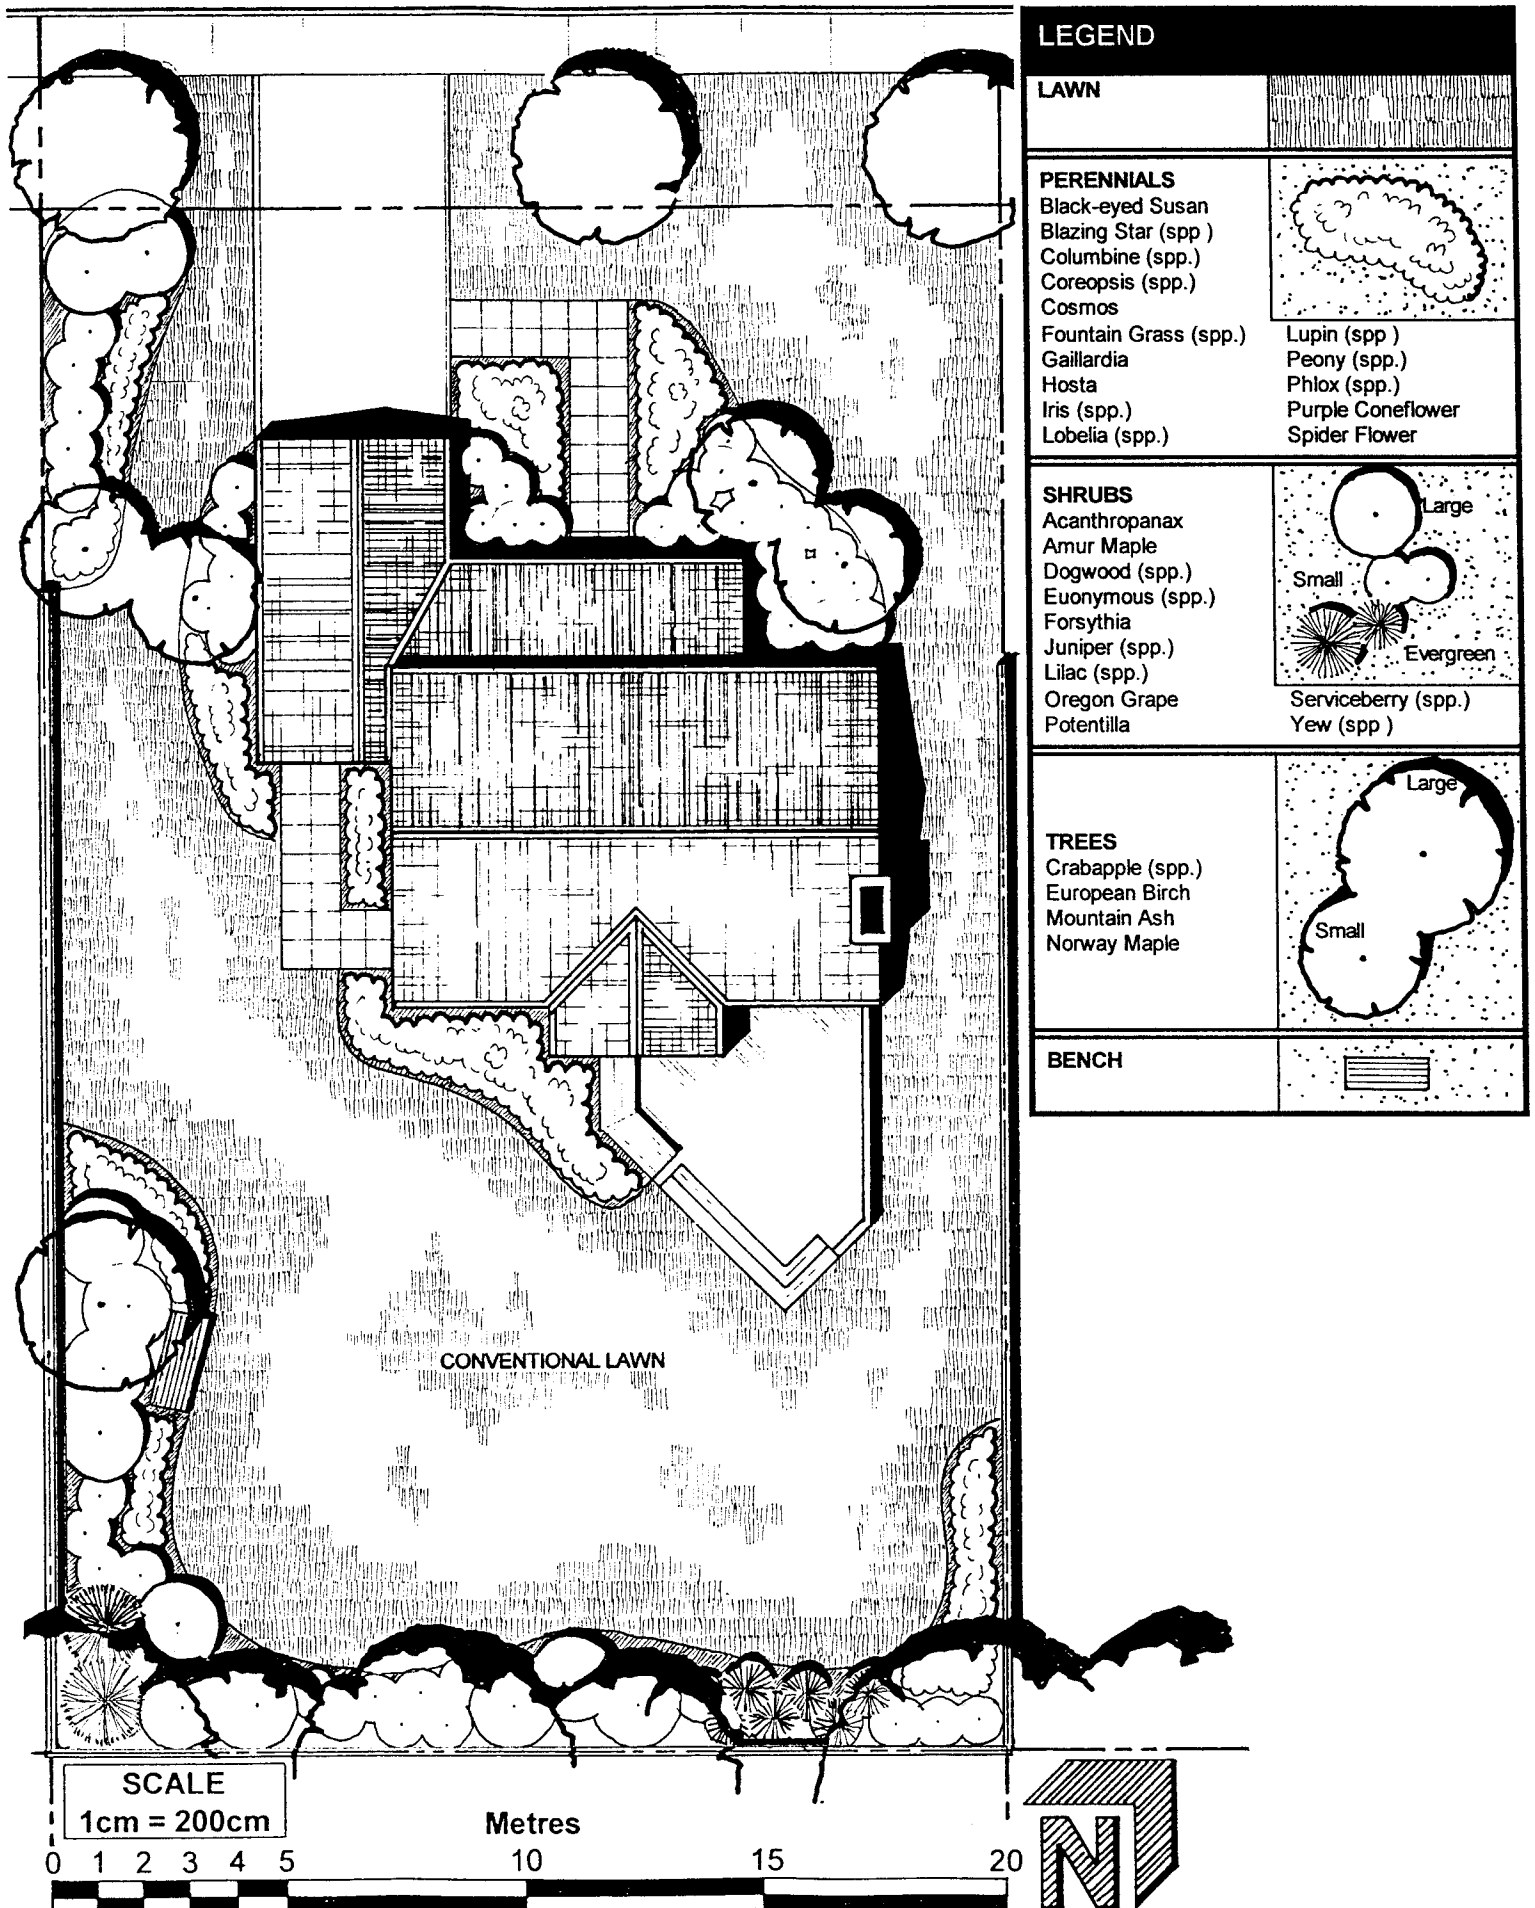 LEGEND
LAWN
PERENNIALS
Black-eyed Susan
Blazing Star (spp )
Columbine (spp.)
Coreopsis (spp.)
Cosmos
Fountain Grass (spp.)
Gaillardia
Hosta
Iris (spp.)
Lobelia (spp.)
Lupin (spp )
Peony (spp.)
Phlox (spp.)
Purple Coneflower
Spider Flower
SHRUBS
Acanthropanax
Amur Maple
Dogwood (spp.)
Euonymous (spp.)
Forsythia
Juniper (spp.)
Lilac (spp.)
Oregon Grape
Potentilla
Large
Small
Evergreen
Serviceberry (spp.)
Yew (spp )
TREES
Crabapple (spp.)
European Birch
Mountain Ash
Norway Maple
Large
Small
BENCH
CONVENTIONAL LAWN
SCALE
1cm = 200cm
Metres
0 1 2 3 4 5 10 15 20
N